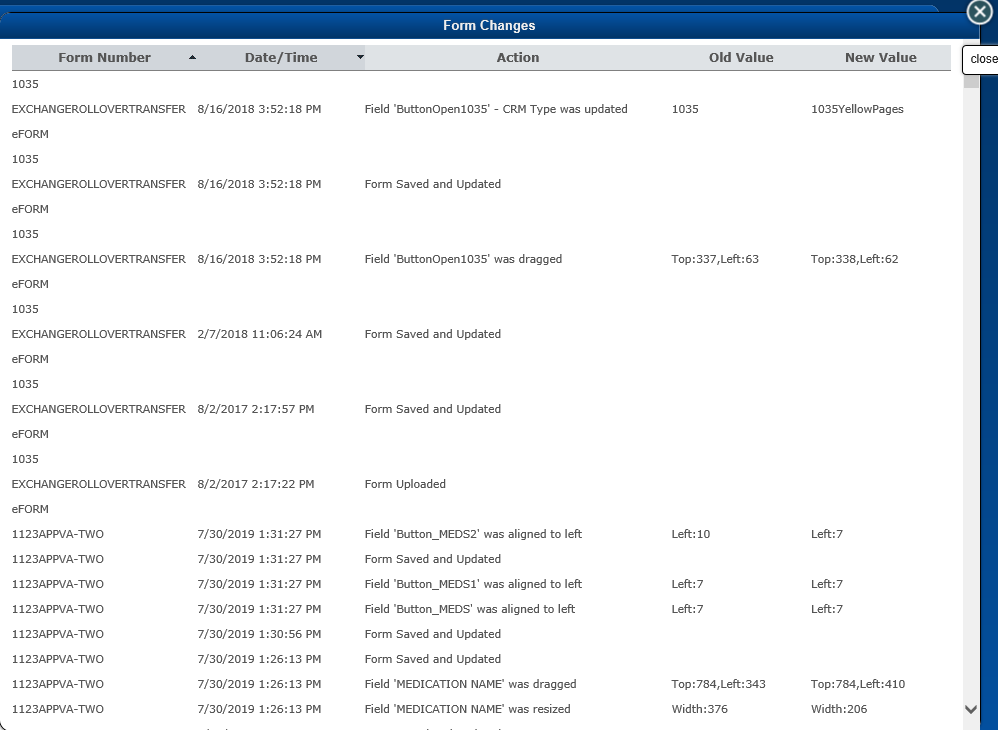 Form Changes
close
Form Number Date/Time Action Old Value New Value
1035
EXCHANGEROLLOVERTRANSFER 8/16/2018 3:52:18 PM Field 'ButtonOpen1035' - CRM Type was updated 1035 1035YellowPages
eFORM
1035
EXCHANGEROLLOVERTRANSFER 8/16/2018 3:52:18 PM Form Saved and Updated
eFORM
1035
EXCHANGEROLLOVERTRANSFER 8/16/2018 3:52:18 PM Field 'ButtonOpen1035' was dragged Top:337,Left:63 Top:338,Left:62
eFORM
1035
EXCHANGEROLLOVERTRANSFER 2/7/2018 11:06:24 AM Form Saved and Updated
eFORM
1035
EXCHANGEROLLOVERTRANSFER 8/2/2017 2:17:57 PM Form Saved and Updated
eFORM
1035
EXCHANGEROLLOVERTRANSFER 8/2/2017 2:17:22 PM Form Uploaded
eFORM
1123APPVA-TWO 7/30/2019 1:31:27 PM Field 'Button_MEDS2' was aligned to left Left:10 Left:7
1123APPVA-TWO 7/30/2019 1:31:27 PM Form Saved and Updated
1123APPVA-TWO 7/30/2019 1:31:27 PM Field 'Button_MEDS1' was aligned to left Left:7 Left:7
1123APPVA-TWO 7/30/2019 1:31:27 PM Field 'Button_MEDS' was aligned to left Left:7 Left:7
1123APPVA-TWO 7/30/2019 1:30:56 PM Form Saved and Updated
1123APPVA-TWO 7/30/2019 1:26:13 PM Form Saved and Updated
1123APPVA-TWO 7/30/2019 1:26:13 PM Field 'MEDICATION NAME' was dragged Top:784,Left:343 Top:784,Left:410
1123APPVA-TWO 7/30/2019 1:26:13 PM Field 'MEDICATION NAME' was resized Width:376 Width:206